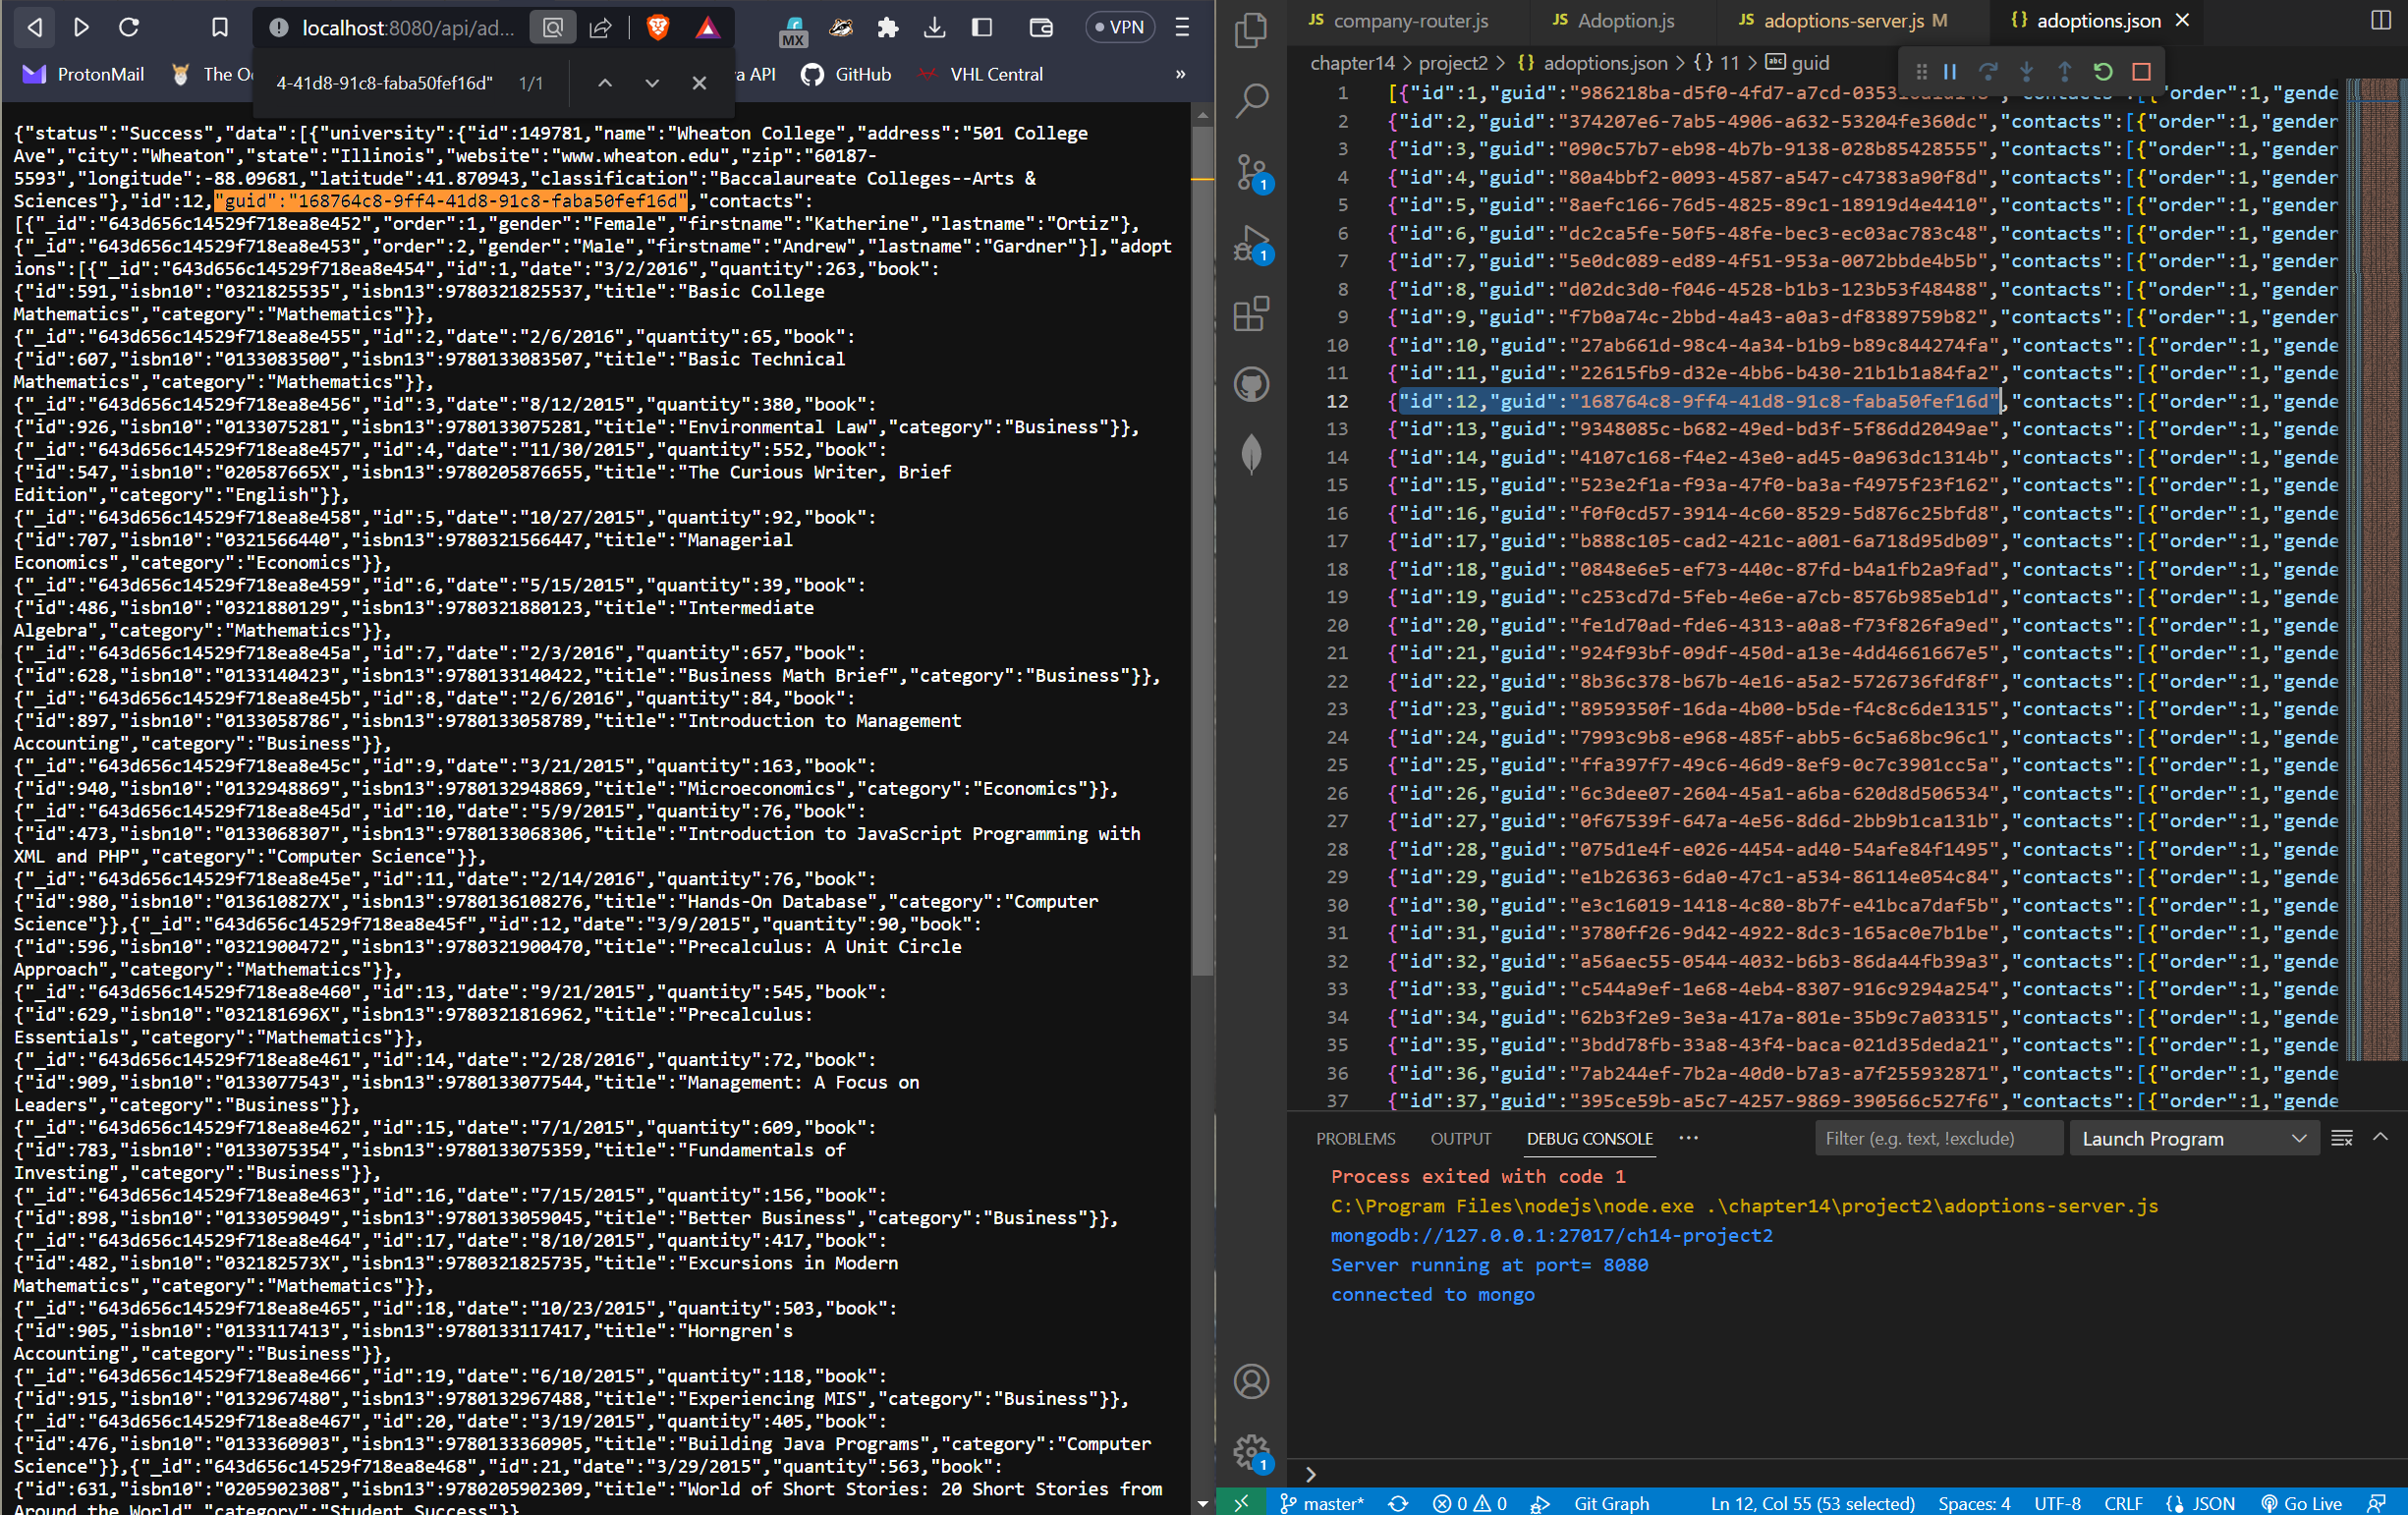 localhost:8080/api/ad...
MX
VPN
ProtonMail
The O
a API
GitHub
VHL Central
»
4-41d8-91c8-faba50fef16d"
1/1
{"status":"Success","data":[{"university":{"id":149781,"name":"Wheaton College","address":"501 College
Ave","city":"Wheaton","state":"Illinois","website":"www.wheaton.edu","zip":"60187-
5593","longitude":-88.09681,"latitude":41.870943,"classification":"Baccalaureate Colleges--Arts &
Sciences"},"id":12,"guid":"168764c8-9ff4-41d8-91c8-faba50fef16d","contacts":
[{"_id":"643d656c14529f718ea8e452","order":1,"gender":"Female","firstname":"Katherine","lastname":"Ortiz"},
{"_id":"643d656c14529f718ea8e453","order":2,"gender":"Male","firstname":"Andrew","lastname":"Gardner"}],"adopt
ions":[{"_id":"643d656c14529f718ea8e454","id":1,"date":"3/2/2016","quantity":263,"book":
{"id":591,"isbn10":"0321825535","isbn13":9780321825537,"title":"Basic College
Mathematics","category":"Mathematics"}},
{"_id":"643d656c14529f718ea8e455","id":2,"date":"2/6/2016","quantity":65,"book":
{"id":607,"isbn10":"0133083500","isbn13":9780133083507,"title":"Basic Technical
Mathematics","category":"Mathematics"}},
{"_id":"643d656c14529f718ea8e456","id":3,"date":"8/12/2015","quantity":380,"book":
{"id":926,"isbn10":"0133075281","isbn13":9780133075281,"title":"Environmental Law","category":"Business"}},
{"_id":"643d656c14529f718ea8e457","id":4,"date":"11/30/2015","quantity":552,"book":
{"id":547,"isbn10":"020587665X","isbn13":9780205876655,"title":"The Curious Writer, Brief
Edition","category":"English"}},
{"_id":"643d656c14529f718ea8e458","id":5,"date":"10/27/2015","quantity":92,"book":
{"id":707,"isbn10":"0321566440","isbn13":9780321566447,"title":"Managerial
Economics","category":"Economics"}},
{"_id":"643d656c14529f718ea8e459","id":6,"date":"5/15/2015","quantity":39,"book":
{"id":486,"isbn10":"0321880129","isbn13":9780321880123,"title":"Intermediate
Algebra","category":"Mathematics"}},
{"_id":"643d656c14529f718ea8e45a","id":7,"date":"2/3/2016","quantity":657,"book":
{"id":628,"isbn10":"0133140423","isbn13":9780133140422,"title":"Business Math Brief","category":"Business"}},
{"_id":"643d656c14529f718ea8e45b","id":8,"date":"2/6/2016","quantity":84,"book":
{"id":897,"isbn10":"0133058786","isbn13":9780133058789,"title":"Introduction to Management
Accounting","category":"Business"}},
{"_id":"643d656c14529f718ea8e45c","id":9,"date":"3/21/2015","quantity":163,"book":
{"id":940,"isbn10":"0132948869","isbn13":9780132948869,"title":"Microeconomics","category":"Economics"}},
{"_id":"643d656c14529f718ea8e45d","id":10,"date":"5/9/2015","quantity":76,"book":
{"id":473,"isbn10":"0133068307","isbn13":9780133068306,"title":"Introduction to JavaScript Programming with
XML and PHP","category":"Computer Science"}},
{"_id":"643d656c14529f718ea8e45e","id":11,"date":"2/14/2016","quantity":76,"book":
{"id":980,"isbn10":"013610827X","isbn13":9780136108276,"title":"Hands-On Database","category":"Computer
Science"}},{"_id":"643d656c14529f718ea8e45f","id":12,"date":"3/9/2015","quantity":90,"book":
{"id":596,"isbn10":"0321900472","isbn13":9780321900470,"title":"Precalculus: A Unit Circle
Approach","category":"Mathematics"}},
{"_id":"643d656c14529f718ea8e460","id":13,"date":"9/21/2015","quantity":545,"book":
{"id":629,"isbn10":"032181696X","isbn13":9780321816962,"title":"Precalculus:
Essentials","category":"Mathematics"}},
{"_id":"643d656c14529f718ea8e461","id":14,"date":"2/28/2016","quantity":72,"book":
{"id":909,"isbn10":"0133077543","isbn13":9780133077544,"title":"Management: A Focus on
Leaders","category":"Business"}},
{"_id":"643d656c14529f718ea8e462","id":15,"date":"7/1/2015","quantity":609,"book":
{"id":783,"isbn10":"0133075354","isbn13":9780133075359,"title":"Fundamentals of
Investing","category":"Business"}},
{"_id":"643d656c14529f718ea8e463","id":16,"date":"7/15/2015","quantity":156,"book":
{"id":898,"isbn10":"0133059049","isbn13":9780133059045,"title":"Better Business","category":"Business"}},
{"_id":"643d656c14529f718ea8e464","id":17,"date":"8/10/2015","quantity":417,"book":
{"id":482,"isbn10":"032182573X","isbn13":9780321825735,"title":"Excursions in Modern
Mathematics","category":"Mathematics"}},
{"_id":"643d656c14529f718ea8e465","id":18,"date":"10/23/2015","quantity":503,"book":
{"id":905,"isbn10":"0133117413","isbn13":9780133117417,"title":"Horngren's
Accounting","category":"Business"}},
{"_id":"643d656c14529f718ea8e466","id":19,"date":"6/10/2015","quantity":118,"book":
{"id":915,"isbn10":"0132967480","isbn13":9780132967488,"title":"Experiencing MIS","category":"Business"}},
{"_id":"643d656c14529f718ea8e467","id":20,"date":"3/19/2015","quantity":405,"book":
{"id":476,"isbn10":"0133360903","isbn13":9780133360905,"title":"Building Java Programs","category":"Computer
Science"}},{"_id":"643d656c14529f718ea8e468","id":21,"date":"3/29/2015","quantity":563,"book":
{"id":631,"isbn10":"0205902308","isbn13":9780205902309,"title":"World of Short Stories: 20 Short Stories from
Around the World","category":"Student Success"}},
JS company-router.js
JS Adoption.js
JS adoptions-server.js M
{} adoptions.json
chapter14 > project2 > {} adoptions.json > {} 11 > abc guid
1 [{"id":1,"guid":"986218ba-d5f0-4fd7-a7cd-0353 [{"order":1,"gende
2 {"id":2,"guid":"374207e6-7ab5-4906-a632-53204fe360dc","contacts":[{"order":1,"gender
3 {"id":3,"guid":"090c57b7-eb98-4b7b-9138-028b85428555","contacts":[{"order":1,"gender
4 {"id":4,"guid":"80a4bbf2-0093-4587-a547-c47383a90f8d","contacts":[{"order":1,"gender
5 {"id":5,"guid":"8aefc166-76d5-4825-89c1-18919d4e4410","contacts":[{"order":1,"gender
6 {"id":6,"guid":"dc2ca5fe-50f5-48fe-bec3-ec03ac783c48","contacts":[{"order":1,"gender
7 {"id":7,"guid":"5e0dc089-ed89-4f51-953a-0072bbde4b5b","contacts":[{"order":1,"gender
8 {"id":8,"guid":"d02dc3d0-f046-4528-b1b3-123b53f48488","contacts":[{"order":1,"gender
9 {"id":9,"guid":"f7b0a74c-2bbd-4a43-a0a3-df8389759b82","contacts":[{"order":1,"gender
10 {"id":10,"guid":"27ab661d-98c4-4a34-b1b9-b89c844274fa","contacts":[{"order":1,"gende
11 {"id":11,"guid":"22615fb9-d32e-4bb6-b430-21b1b1a84fa2","contacts":[{"order":1,"gende
12 {"id":12,"guid":"168764c8-9ff4-41d8-91c8-faba50fef16d","contacts":[{"order":1,"gende
13 {"id":13,"guid":"9348085c-b682-49ed-bd3f-5f86dd2049ae","contacts":[{"order":1,"gende
14 {"id":14,"guid":"4107c168-f4e2-43e0-ad45-0a963dc1314b","contacts":[{"order":1,"gende
15 {"id":15,"guid":"523e2f1a-f93a-47f0-ba3a-f4975f23f162","contacts":[{"order":1,"gende
16 {"id":16,"guid":"f0f0cd57-3914-4c60-8529-5d876c25bfd8","contacts":[{"order":1,"gende
17 {"id":17,"guid":"b888c105-cad2-421c-a001-6a718d95db09","contacts":[{"order":1,"gende
18 {"id":18,"guid":"0848e6e5-ef73-440c-87fd-b4a1fb2a9fad","contacts":[{"order":1,"gende
19 {"id":19,"guid":"c253cd7d-5feb-4e6e-a7cb-8576b985eb1d","contacts":[{"order":1,"gende
20 {"id":20,"guid":"fe1d70ad-fde6-4313-a0a8-f73f826fa9ed","contacts":[{"order":1,"gende
21 {"id":21,"guid":"924f93bf-09df-450d-a13e-4dd4661667e5","contacts":[{"order":1,"gende
22 {"id":22,"guid":"8b36c378-b67b-4e16-a5a2-5726736fdf8f","contacts":[{"order":1,"gende
23 {"id":23,"guid":"8959350f-16da-4b00-b5de-f4c8c6de1315","contacts":[{"order":1,"gende
24 {"id":24,"guid":"7993c9b8-e968-485f-abb5-6c5a68bc96c1","contacts":[{"order":1,"gende
25 {"id":25,"guid":"ffa397f7-49c6-46d9-8ef9-0c7c3901cc5a","contacts":[{"order":1,"gende
26 {"id":26,"guid":"6c3dee07-2604-45a1-a6ba-620d8d506534","contacts":[{"order":1,"gende
27 {"id":27,"guid":"0f67539f-647a-4e56-8d6d-2bb9b1ca131b","contacts":[{"order":1,"gende
28 {"id":28,"guid":"075d1e4f-e026-4454-ad40-54afe84f1495","contacts":[{"order":1,"gende
29 {"id":29,"guid":"e1b26363-6da0-47c1-a534-86114e054c84","contacts":[{"order":1,"gende
30 {"id":30,"guid":"e3c16019-1418-4c80-8b7f-e41bca7daf5b","contacts":[{"order":1,"gende
31 {"id":31,"guid":"3780ff26-9d42-4922-8dc3-165ac0e7b1be","contacts":[{"order":1,"gende
32 {"id":32,"guid":"a56aec55-0544-4032-b6b3-86da44fb39a3","contacts":[{"order":1,"gende
33 {"id":33,"guid":"c544a9ef-1e68-4eb4-8307-916c9294a254","contacts":[{"order":1,"gende
34 {"id":34,"guid":"62b3f2e9-3e3a-417a-801e-35b9c7a03315","contacts":[{"order":1,"gende
35 {"id":35,"guid":"3bdd78fb-33a8-43f4-baca-021d35deda21","contacts":[{"order":1,"gende
36 {"id":36,"guid":"7ab244ef-7b2a-40d0-b7a3-a7f255932871","contacts":[{"order":1,"gende
37 {"id":37,"guid":"395ce59b-a5c7-4257-9869-390566c527f6","contacts":[{"order":1,"gende
1
1
PROBLEMS
OUTPUT
DEBUG CONSOLE
...
Filter (e.g. text, !exclude)
Launch Program
Process exited with code 1
C:\Program Files\nodejs\node.exe .\chapter14\project2\adoptions-server.js
mongodb://127.0.0.1:27017/ch14-project2
Server running at port= 8080
connected to mongo
1
>
master*
0
0
Git Graph
Ln 12, Col 55 (53 selected)
Spaces: 4
UTF-8
CRLF
JSON
Go Live